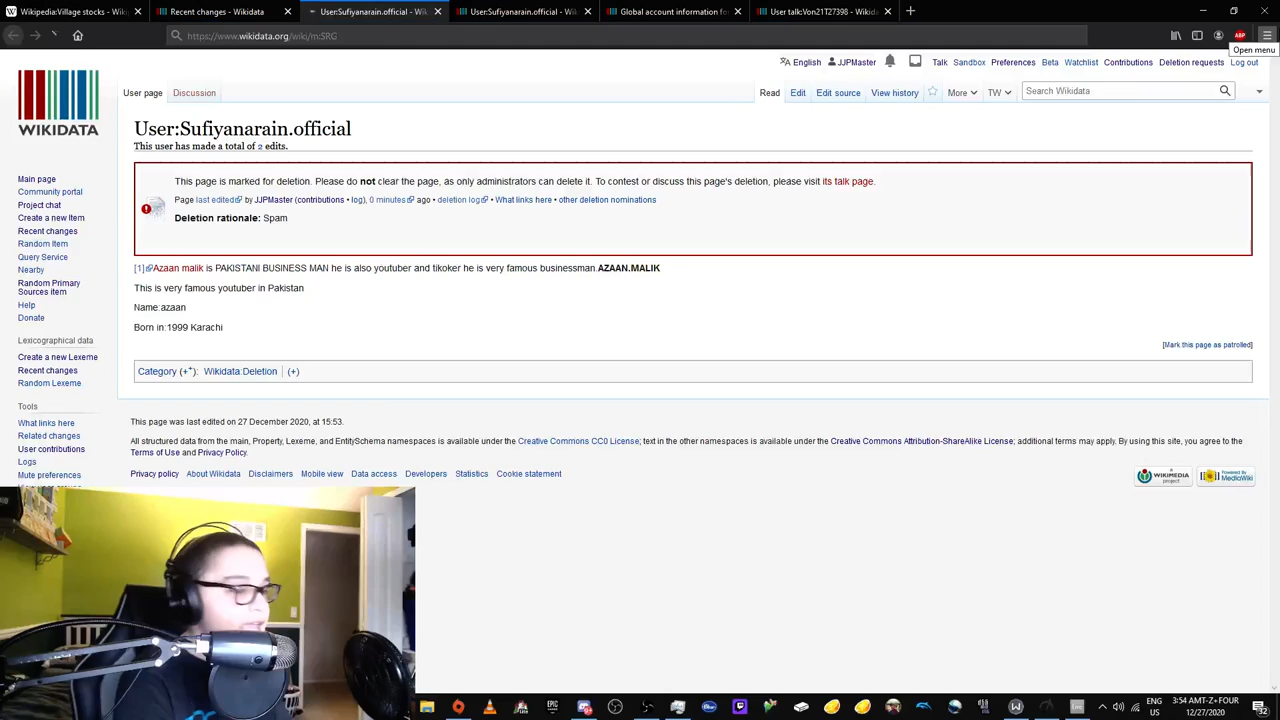 Wikipedia:Village stocks - Wiki
Recent changes - Wikidata
User:Sufiyanarain.official - Wiki
User:Sufiyanarain.official - Wiki
Global account information fo
User talk:Von21T27398 - Wikida
https://www.wikidata.org/wiki/m:SRG
ABP
Open menu
English JJPMaster Talk Sandbox Preferences Beta Watchlist Contributions Deletion requests Log out
User page Discussion Read Edit Edit source View history More TW Search Wikidata
WIKIDATA
User:Sufiyanarain.official
This user has made a total of 2 edits.
This page is marked for deletion. Please do not clear the page, as only administrators can delete it. To contest or discuss this page's deletion, please visit its talk page.
Page last edited by JJPMaster (contributions • log), 0 minutes ago • deletion log • What links here • other deletion nominations
Deletion rationale: Spam
[1] Azaan malik is PAKISTANI BUSINESS MAN he is also youtuber and tikoker he is very famous businessman.AZAAN.MALIK
This is very famous youtuber in Pakistan
Name:azaan
Born in:1999 Karachi
[Mark this page as patrolled]
Category (++): Wikidata:Deletion (+)
Main page
Community portal
Project chat
Create a new Item
Recent changes
Random Item
Query Service
Nearby
Random Primary
Sources item
Help
Donate
Lexicographical data
Create a new Lexeme
Recent changes
Random Lexeme
Tools
What links here
Related changes
User contributions
Logs
Mute preferences
This page was last edited on 27 December 2020, at 15:53.
All structured data from the main, Property, Lexeme, and EntitySchema namespaces is available under the Creative Commons CC0 License; text in the other namespaces is available under the Creative Commons Attribution-ShareAlike License; additional terms may apply. By using this site, you agree to the
Terms of Use and Privacy Policy.
Privacy policy About Wikidata Disclaimers Mobile view Data access Developers Statistics Cookie statement
A WIKIMEDIA project
Powered By MediaWiki
EPIC
ENG
US
3:54 AMT-Z+FOUR
12/27/2020